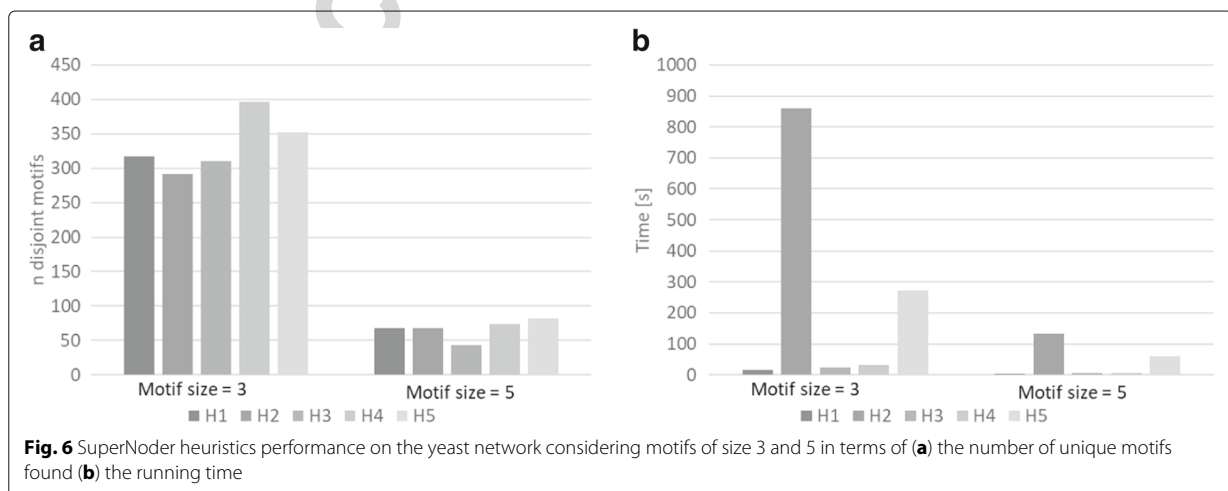 a
n disjoint motifs
450
400
350
300
250
200
150
100
50
0
Motif size = 3
Motif size = 5
H1 H2 H3 H4 H5
b
Time [s]
1000
900
800
700
600
500
400
300
200
100
0
Motif size = 3
Motif size = 5
H1 H2 H3 H4 H5
Fig. 6 SuperNoder heuristics performance on the yeast network considering motifs of size 3 and 5 in terms of (a) the number of unique motifs
found (b) the running time